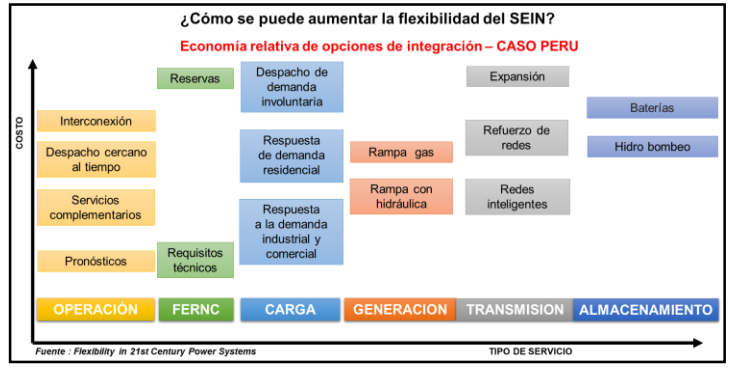 ¿Cómo se puede aumentar la flexibilidad del SEIN?
Economía relativa de opciones de integración – CASO PERU
COSTO
Interconexión
Despacho cercano
al tiempo
Servicios
complementarios
Pronósticos
OPERACIÓN
Reservas
Requisitos
técnicos
FERNC
Despacho de
demanda
involuntaria
Respuesta
de demanda
residencial
Respuesta
a la demanda
industrial y
comercial
CARGA
Rampa gas
Rampa con
hidráulica
GENERACION
Expansión
Refuerzo de
redes
Redes
inteligentes
TRANSMISION
Baterías
Hidro bombeo
ALMACENAMIENTO
Fuente : Flexibility in 21st Century Power Systems
TIPO DE SERVICIO